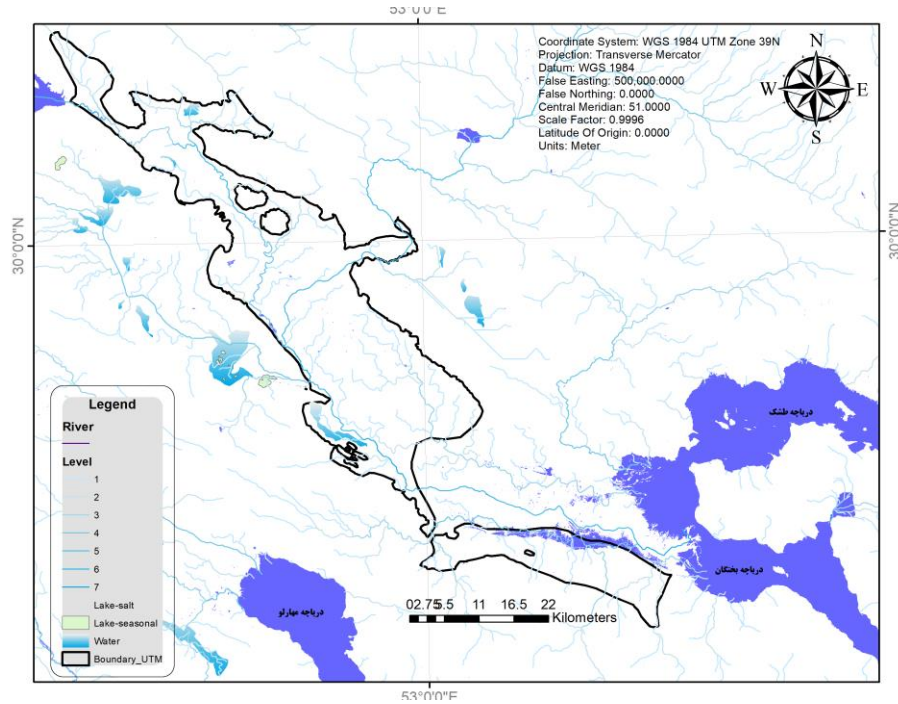 53°0'0"E
Coordinate System: WGS 1984 UTM Zone 39N
Projection: Transverse Mercator
Datum: WGS 1984
False Easting: 500.000.0000
False Northing: 0.0000
Central Meridian: 51.0000
Scale Factor: 0.9996
Latitude Of Origin: 0.0000
Units: Meter
N
W
E
S
30°0'0"N
30°0'0"N
دریاچه طشک
دریاچه بختگان
دریاچه مهارلو
Legend
River
Level
1
2
3
4
5
6
7
Lake-salt
Lake-seasonal
Water
Boundary_UTM
02.755.5 11 16.5 22
Kilometers
53°0'0"E